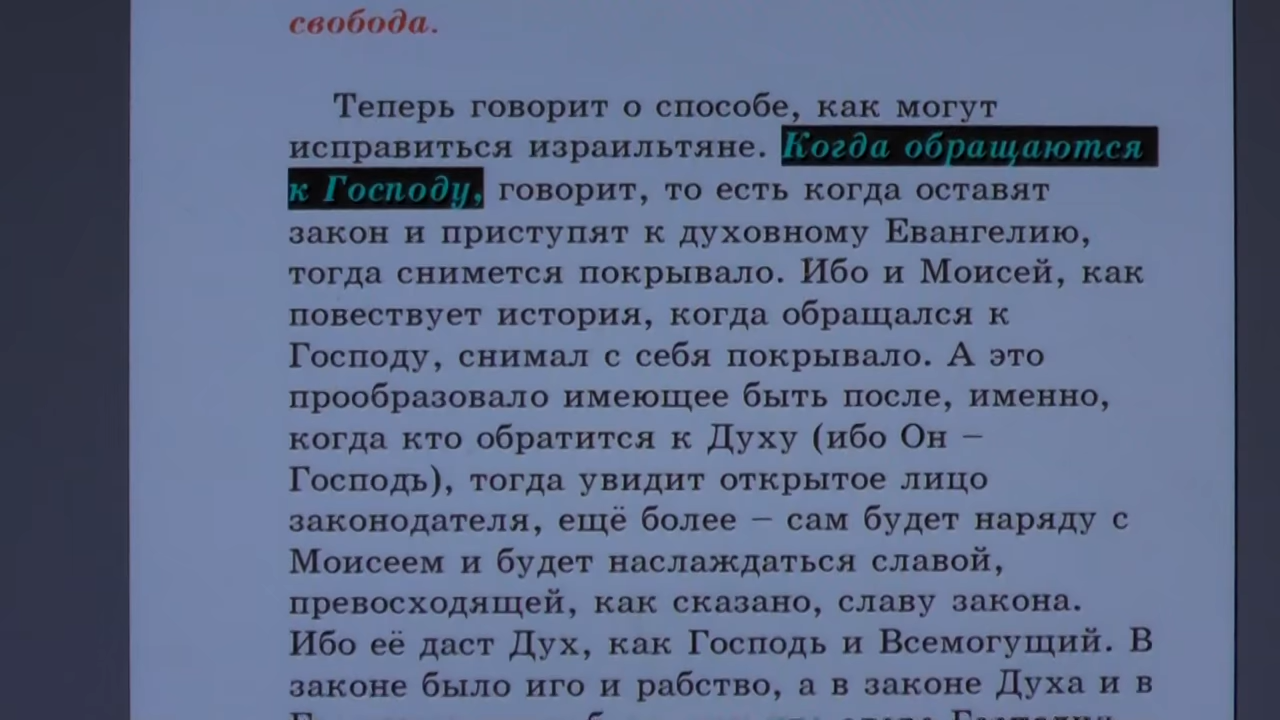 свобода.
Теперь говорит о способе, как могут
исправиться израильтяне. Когда обращаются
к Господу, говорит, то есть когда оставят
закон и приступят к духовному Евангелию,
тогда снимется покрывало. Ибо и Моисей, как
повествует история, когда обращался к
Господу, снимал с себя покрывало. А это
прообразовало имеющее быть после, именно,
когда кто обратится к Духу (ибо Он –
Господь), тогда увидит открытое лицо
законодателя, ещё более – сам будет наряду с
Моисеем и будет наслаждаться славой,
превосходящей, как сказано, славу закона.
Ибо её даст Дух, как Господь и Всемогущий. В
законе было иго и рабство, а в законе Духа и в